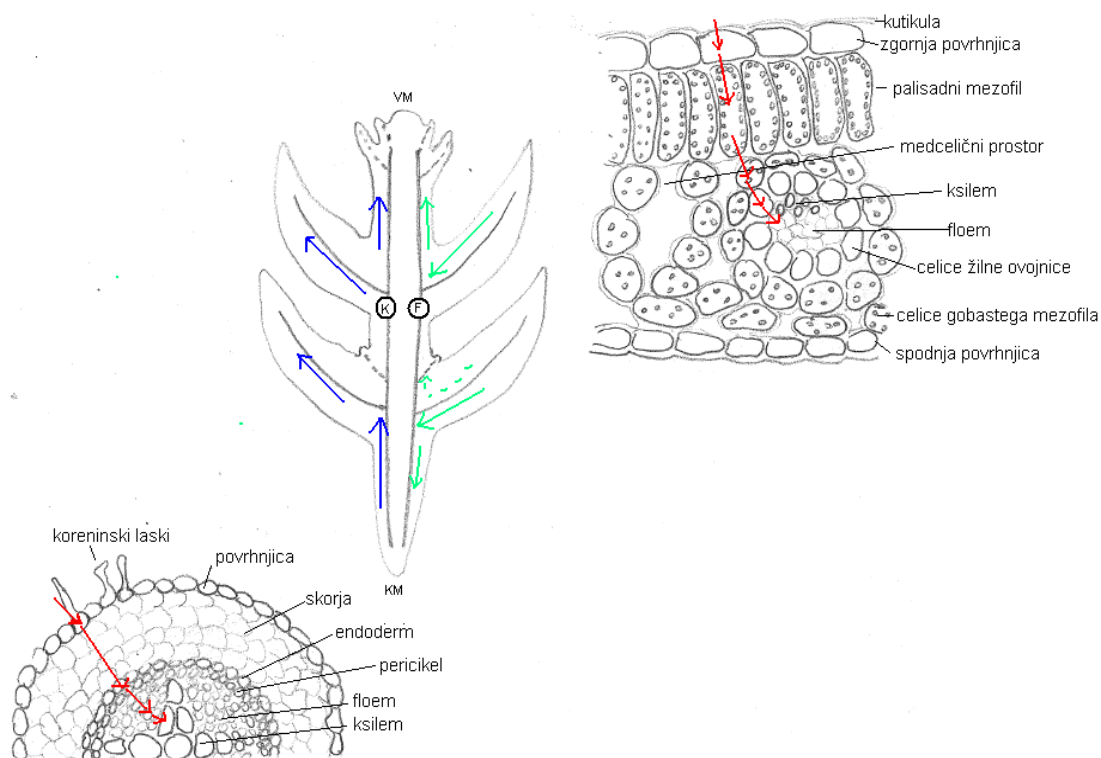 kutikula
zgornja povrhnjica
palisadni mezofil
medcelični prostor
ksilem
floem
celice žilne ovojnice
celice gobastega mezofila
spodnja povrhnjica
VM
K
F
KM
koreninski laski
povrhnjica
skorja
endoderm
pericikel
floem
ksilem